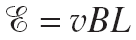 ℰ = vBL